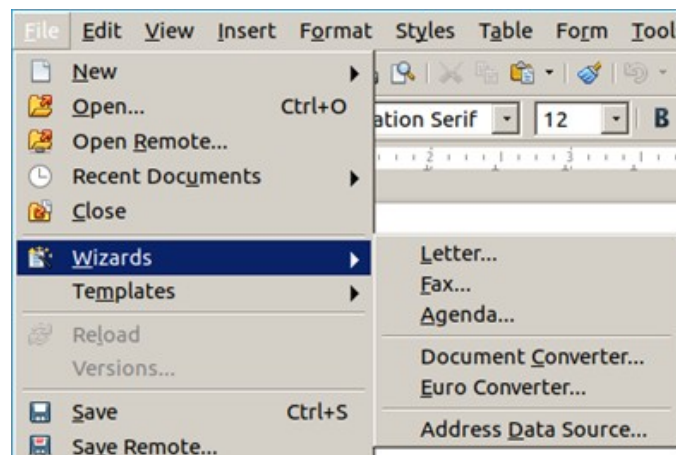 File Edit View Insert Format Styles Table Form Tool
New
Open... Ctrl+O
ation Serif 12 B
Open Remote...
Recent Documents
Close
Wizards
Letter...
Fax...
Templates
Agenda...
Reload
Document Converter...
Versions...
Euro Converter...
Save Ctrl+S
Address Data Source...
Save Remote...